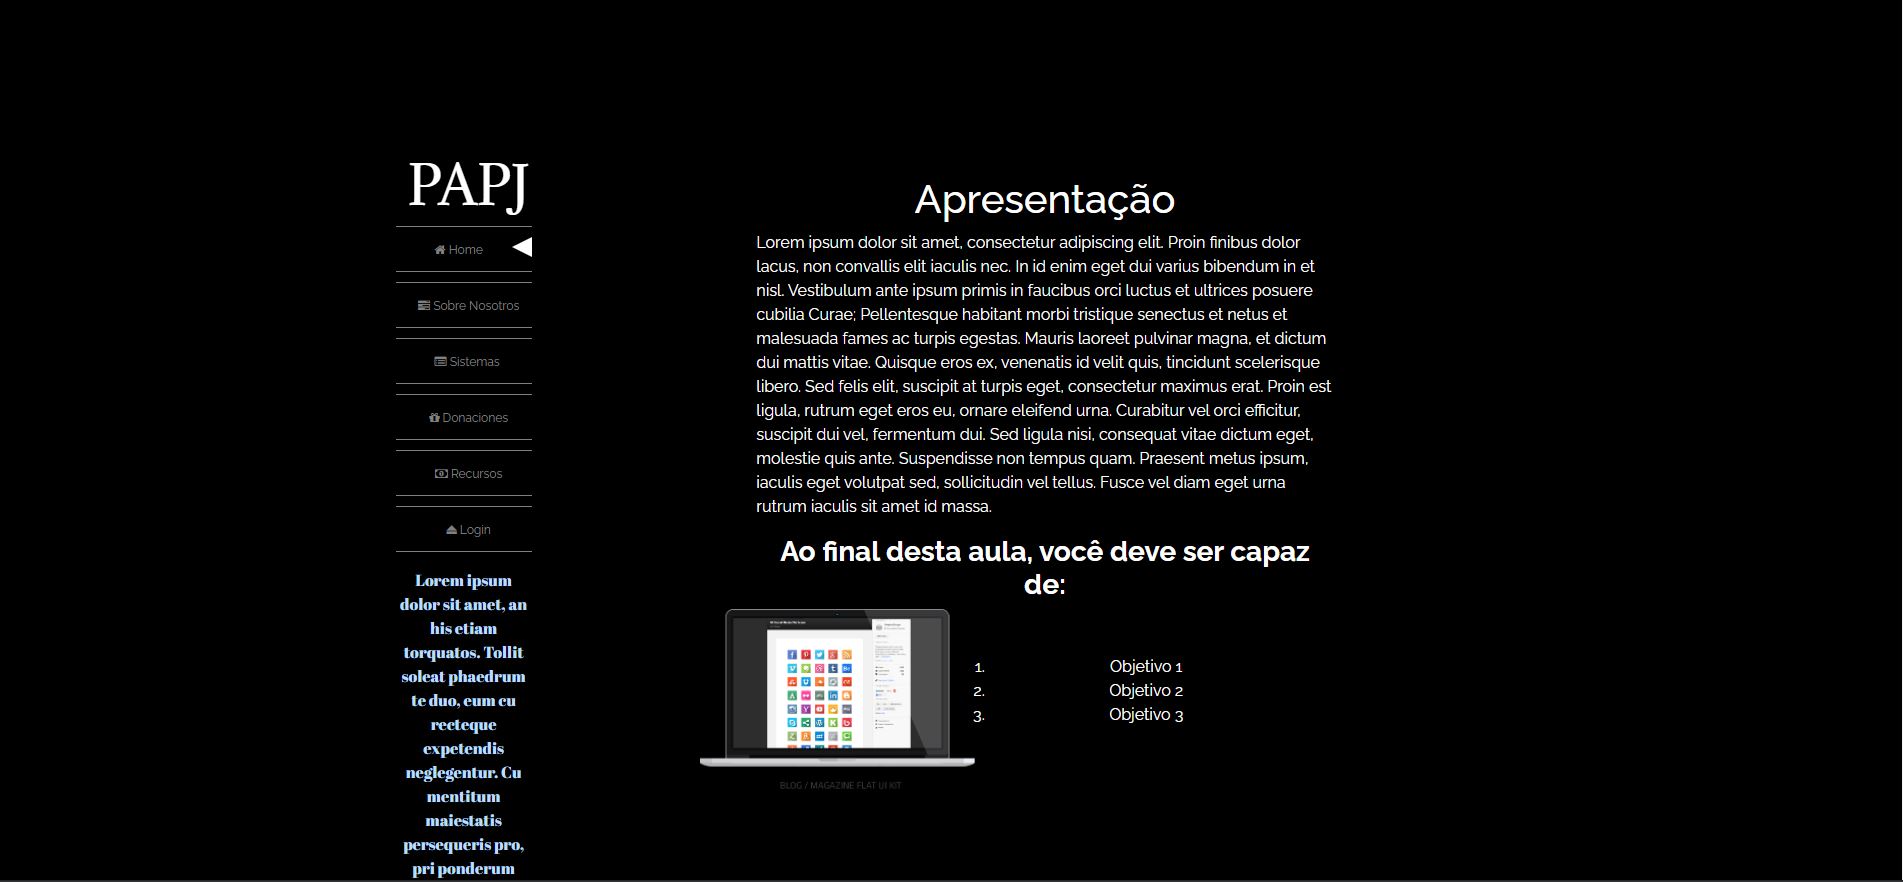 PAPJ
Home
Sobre Nosotros
Sistemas
Donaciones
Recursos
Login
Lorem ipsum
dolor sit amet, an
his etiam
torquatos. Tollit
soleat phaedrum
te duo, eum cu
recteque
expetendis
neglegentur. Cu
mentitum
maiestatis
persequeris pro,
pri ponderum
Apresentação
Lorem ipsum dolor sit amet, consectetur adipiscing elit. Proin finibus dolor
lacus, non convallis elit iaculis nec. In id enim eget dui varius bibendum in et
nisl. Vestibulum ante ipsum primis in faucibus orci luctus et ultrices posuere
cubilia Curae; Pellentesque habitant morbi tristique senectus et netus et
malesuada fames ac turpis egestas. Mauris laoreet pulvinar magna, et dictum
dui mattis vitae. Quisque eros ex, venenatis id velit quis, tincidunt scelerisque
libero. Sed felis elit, suscipit at turpis eget, consectetur maximus erat. Proin est
ligula, rutrum eget eros eu, ornare eleifend urna. Curabitur vel orci efficitur,
suscipit dui vel, fermentum dui. Sed ligula nisi, consequat vitae dictum eget,
molestie quis ante. Suspendisse non tempus quam. Praesent metus ipsum,
iaculis eget volutpat sed, sollicitudin vel tellus. Fusce vel diam eget urna
rutrum iaculis sit amet id massa.
Ao final desta aula, você deve ser capaz
de:
1. Objetivo 1
2. Objetivo 2
3. Objetivo 3
BLOG / MAGAZINE FLAT UI KIT